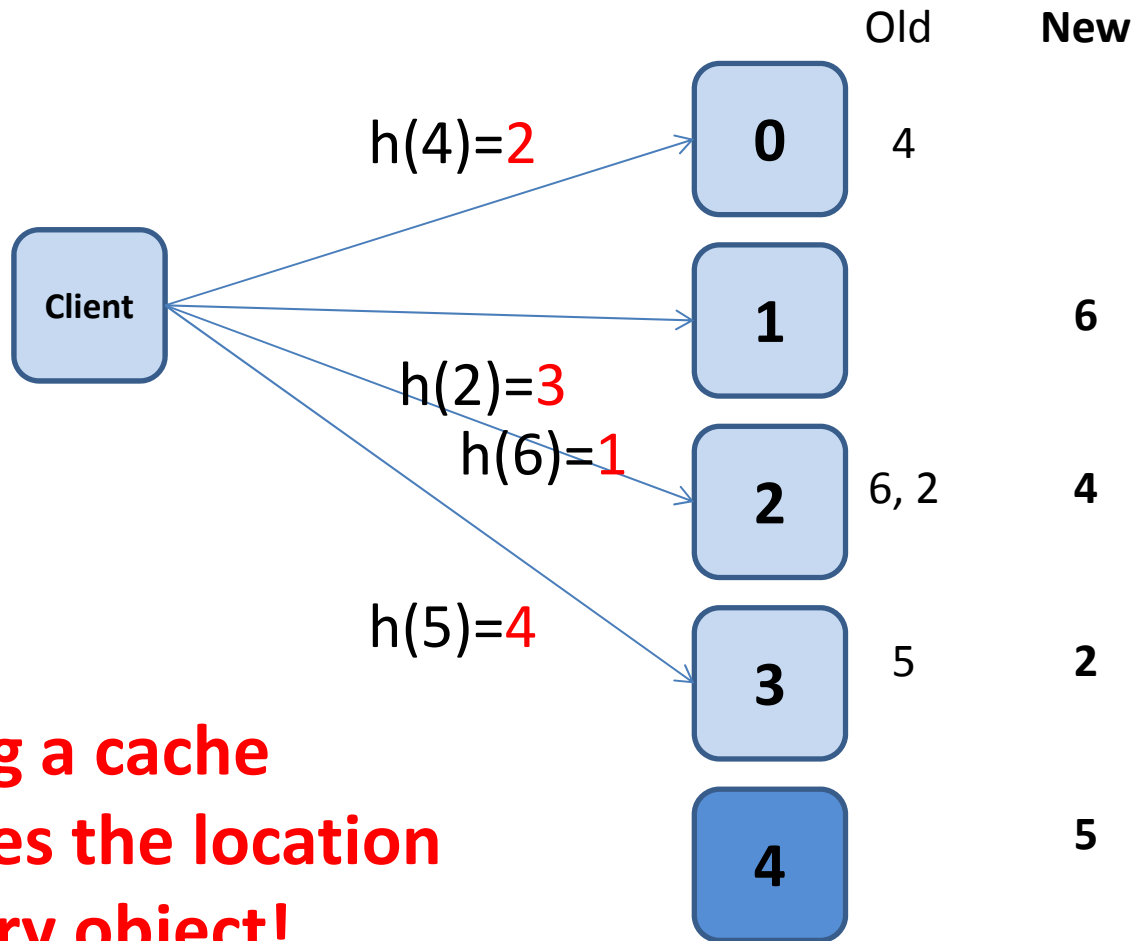 Old New
h(4)=2 0 4
Client 1 6
h(2)=3
h(6)=1 2 6, 2 4
h(5)=4 3 5 2
a cache
the location
object!
4 5